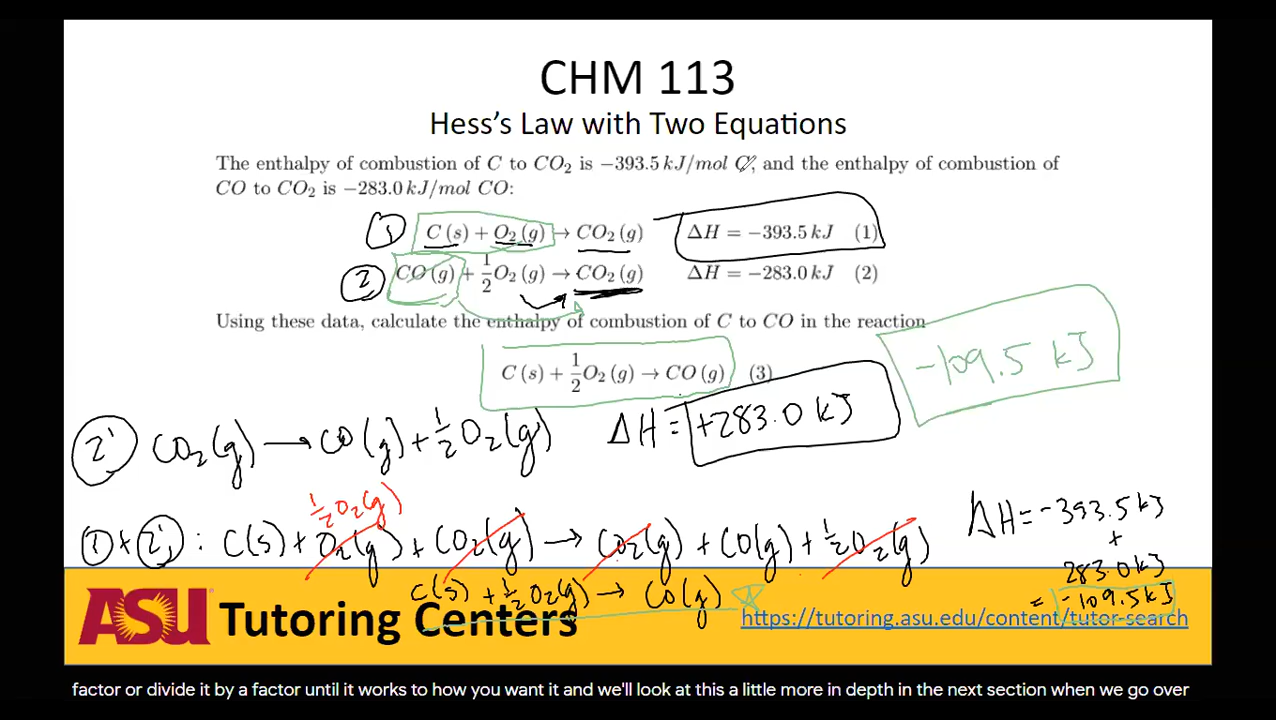 CHM 113
Hess's Law with Two Equations
The enthalpy of combustion of C to CO₂ is −393.5 kJ/mol C, and the enthalpy of combustion of
CO to CO₂ is −283.0 kJ/mol CO:
1 C (s) + O₂ (g) → CO₂ (g) ΔH = −393.5 kJ (1)
2 CO (g) + 1/2 O₂ (g) → CO₂ (g) ΔH = −283.0 kJ (2)
Using these data, calculate the enthalpy of combustion of C to CO in the reaction
-109.5 kJ
C (s) + 1/2 O₂ (g) → CO (g) (3)
2' CO₂(g) → CO(g) + 1/2 O₂(g) ΔH = +283.0 kJ
1/2 O₂(g)
1 + 2' : C(s) + O₂(g) + CO₂(g) → CO₂(g) + CO(g) + 1/2 O₂(g) ΔH = -393.5 kJ
+
283.0 kJ
C(s) + 1/2 O₂(g) → CO(g) = -109.5 kJ
ASU Tutoring Centers
https://tutoring.asu.edu/content/tutor-search
factor or divide it by a factor until it works to how you want it and we'll look at this a little more in depth in the next section when we go over